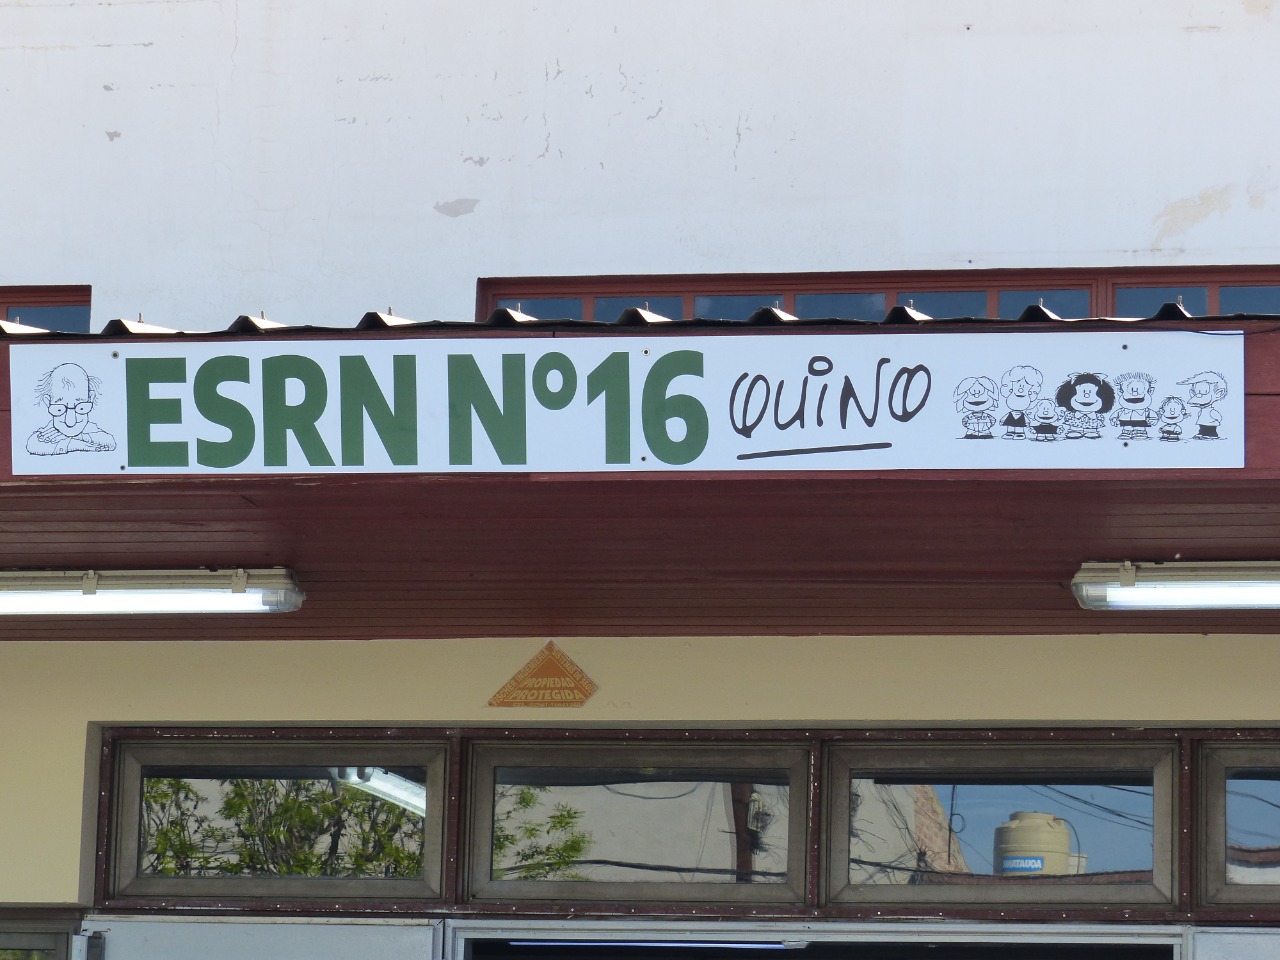 ESRN Nº16 QUINO
PROPIEDAD
PROTEGIDA